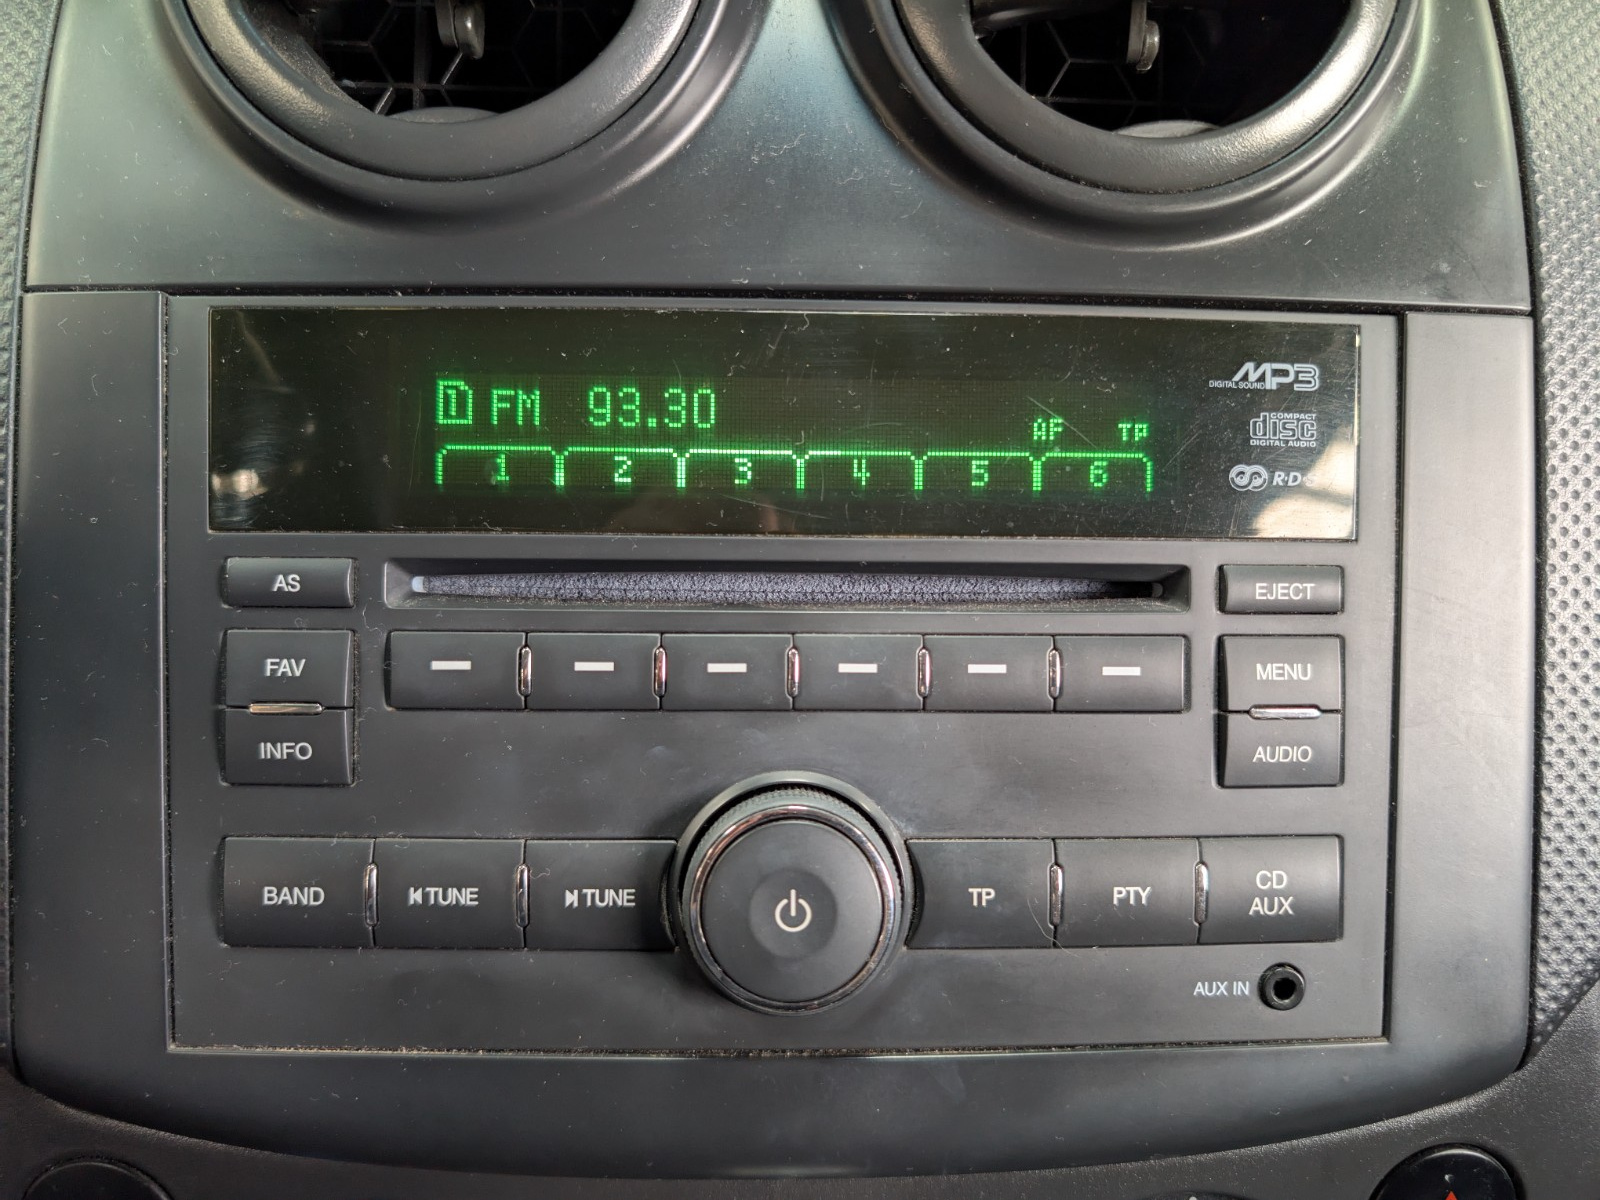 1 FM 93.30
AF TP
1 2 3 4 5 6
MP3
DIGITAL SOUND
COMPACT
disc
DIGITAL AUDIO
R·D·S
AS
EJECT
FAV
MENU
INFO
AUDIO
BAND
TUNE
TUNE
TP
PTY
CD
AUX
AUX IN